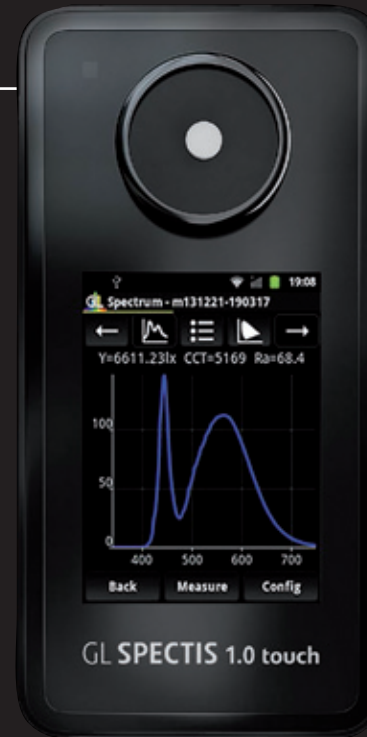 19:08
GL Spectrum - m131221-190317
Y=6611.23lx CCT=5169 Ra=68.4
100
50
0
400 500 600 700
Back Measure Config
GL SPECTIS 1.0 touch